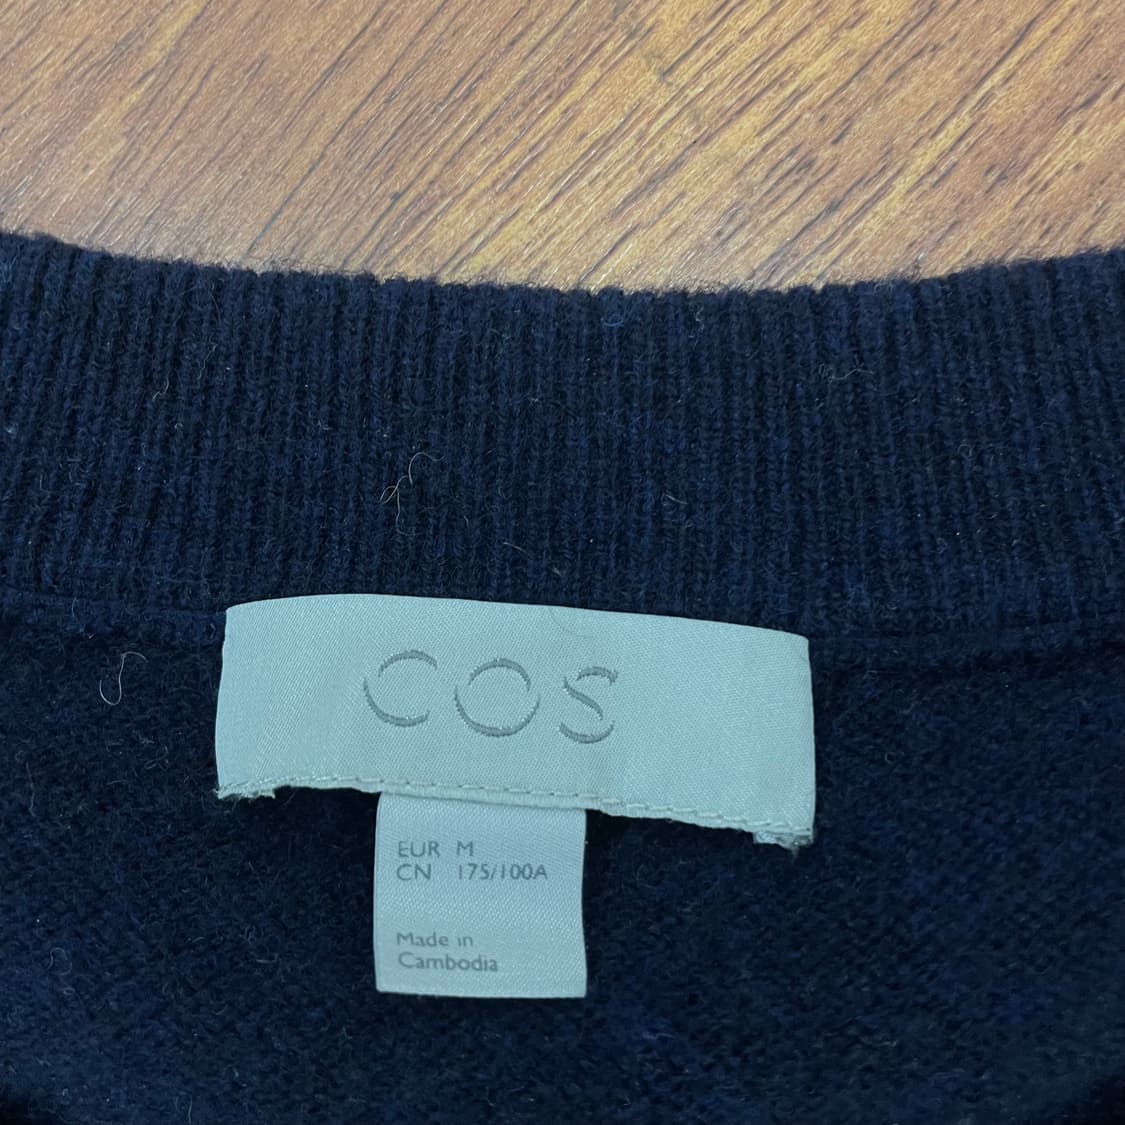 COS
EUR M
CN 175/100A
Made in
Cambodia